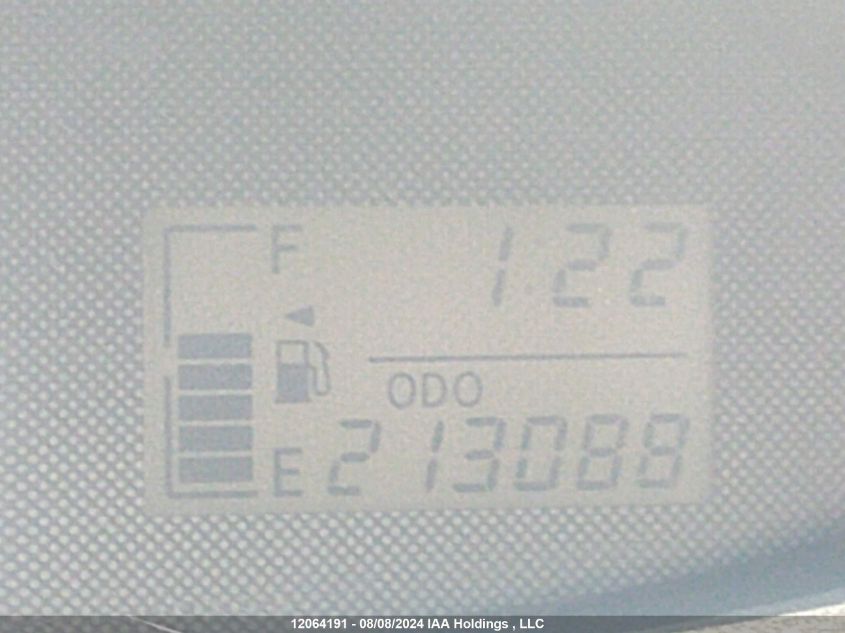 F 1:22
ODO
E 213088
12064191 - 08/08/2024 IAA Holdings , LLC